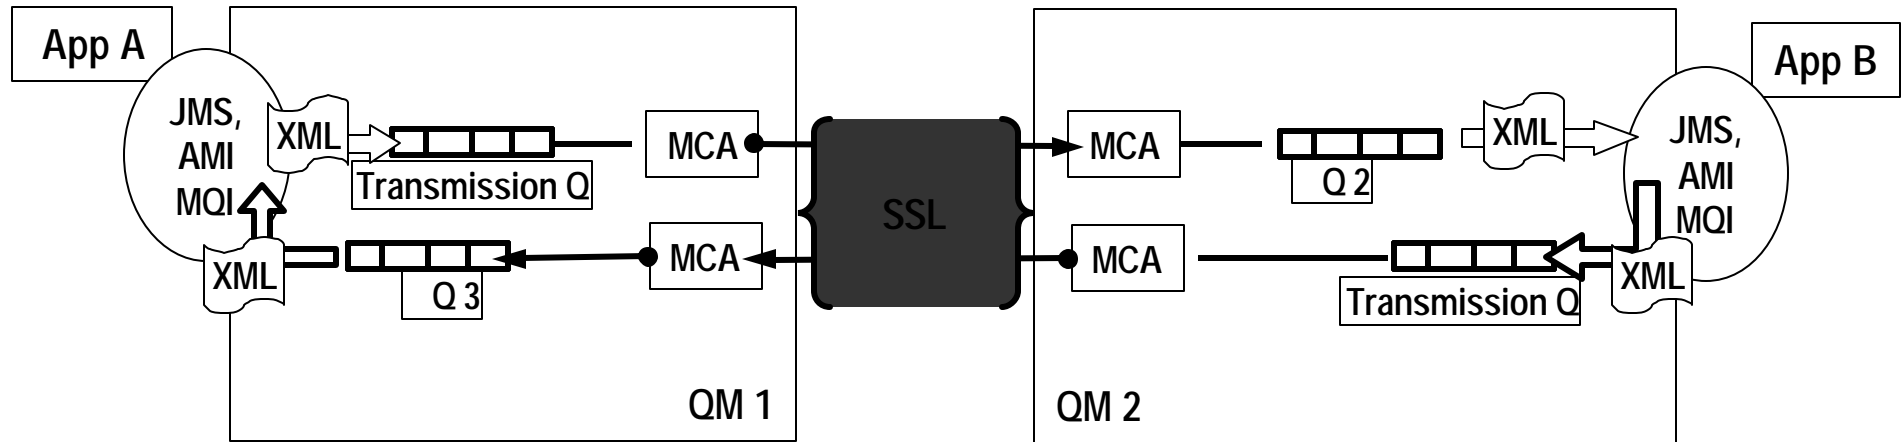 App A
App B
JMS,
AMI
MQI
XML
Transmission Q
MCA
SSL
MCA
Q 2
XML
JMS,
AMI
MQI
XML
Q 3
MCA
MCA
Transmission Q
XML
QM 1
QM 2